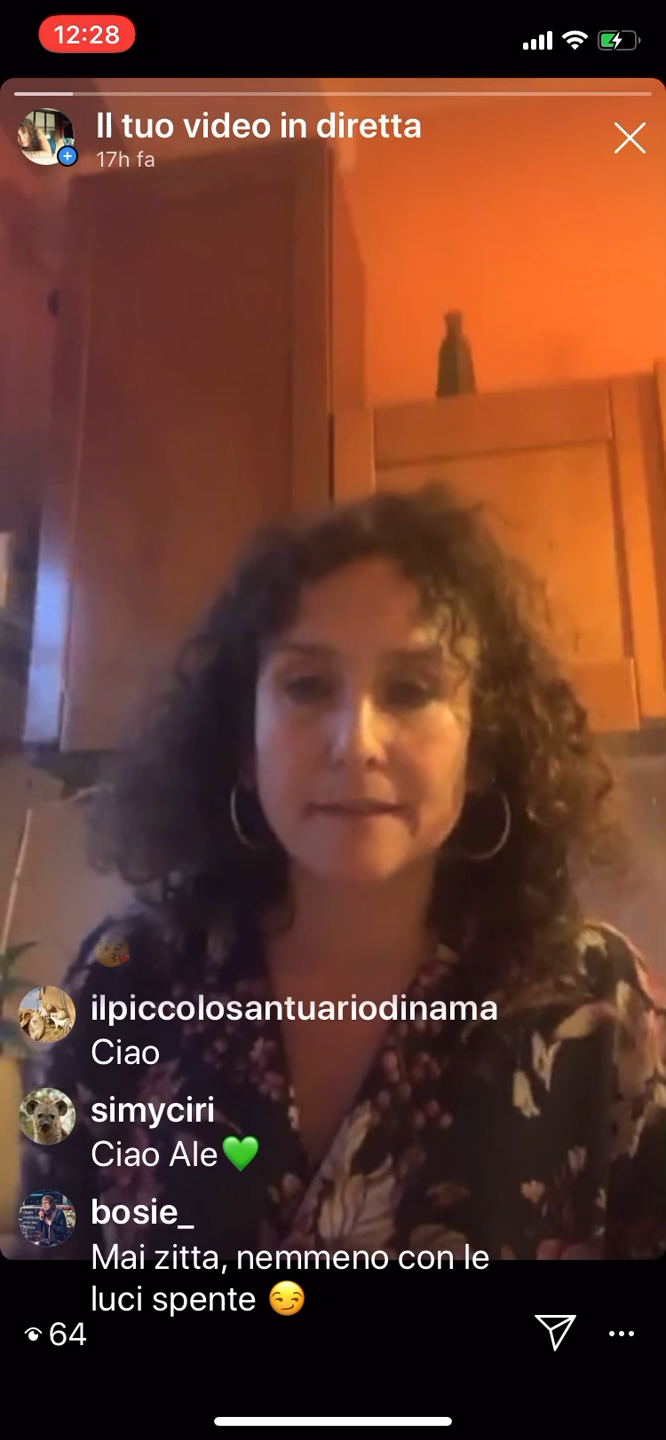 12:28
Il tuo video in diretta
17h fa
😘
ilpiccolosantuariodinama
Ciao
simyciri
Ciao Ale💚
bosie_
Mai zitta, nemmeno con le
luci spente 😏
64